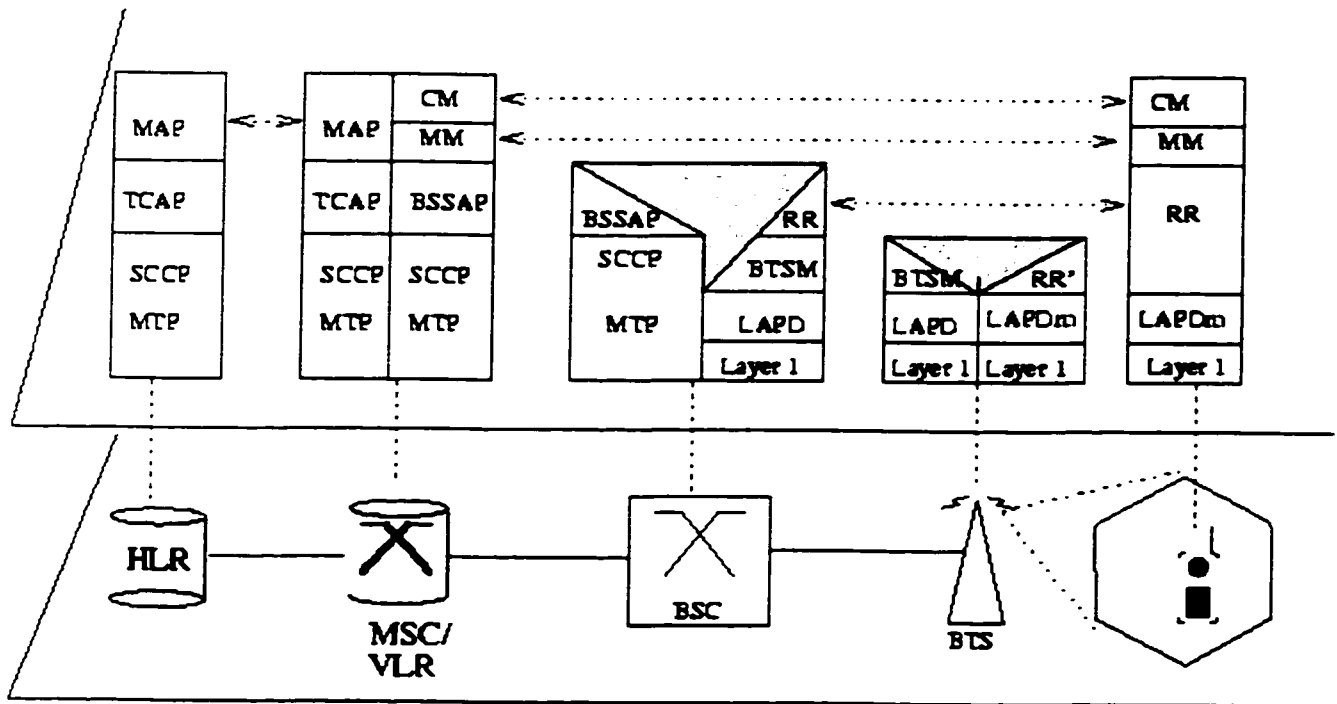 MAP
TCAP
SCCP
MTP
MAP
CM
MM
TCAP
BSSAP
SCCP
SCCP
MTP
MTP
BSSAP
RR
SCCP
BTSM
MTP
LAPD
Layer 1
BTSM
RR'
LAPD
LAPDm
Layer 1
Layer 1
CM
MM
RR
LAPDm
Layer 1
HLR
MSC/
VLR
BSC
BTS